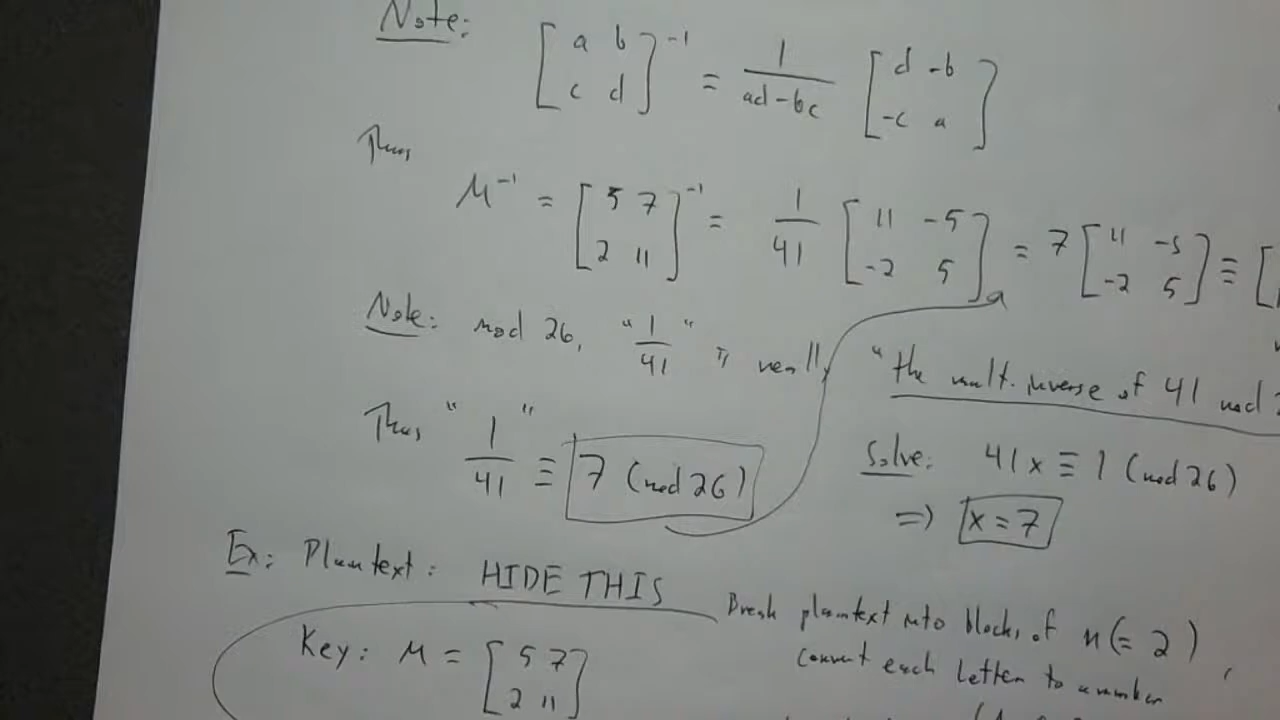 Note: [a b c d]⁻¹ = 1/(ad-bc) [d -b -c a]
Thus
M⁻¹ = [5 7 2 11]⁻¹ = 1/41 [11 -5 -2 5] = 7 [11 -5 -2 5] ≡ [
Note: mod 26, "1/41" is really "the mult. inverse of 41 mod
Thus "1/41" ≡ 7 (mod 26)
Solve: 41x ≡ 1 (mod 26)
=> x = 7
Ex: Plaintext: HIDE THIS
Break plaintext into blocks of n(=2),
convert each letter to a number
Key: M = [5 7 2 11]